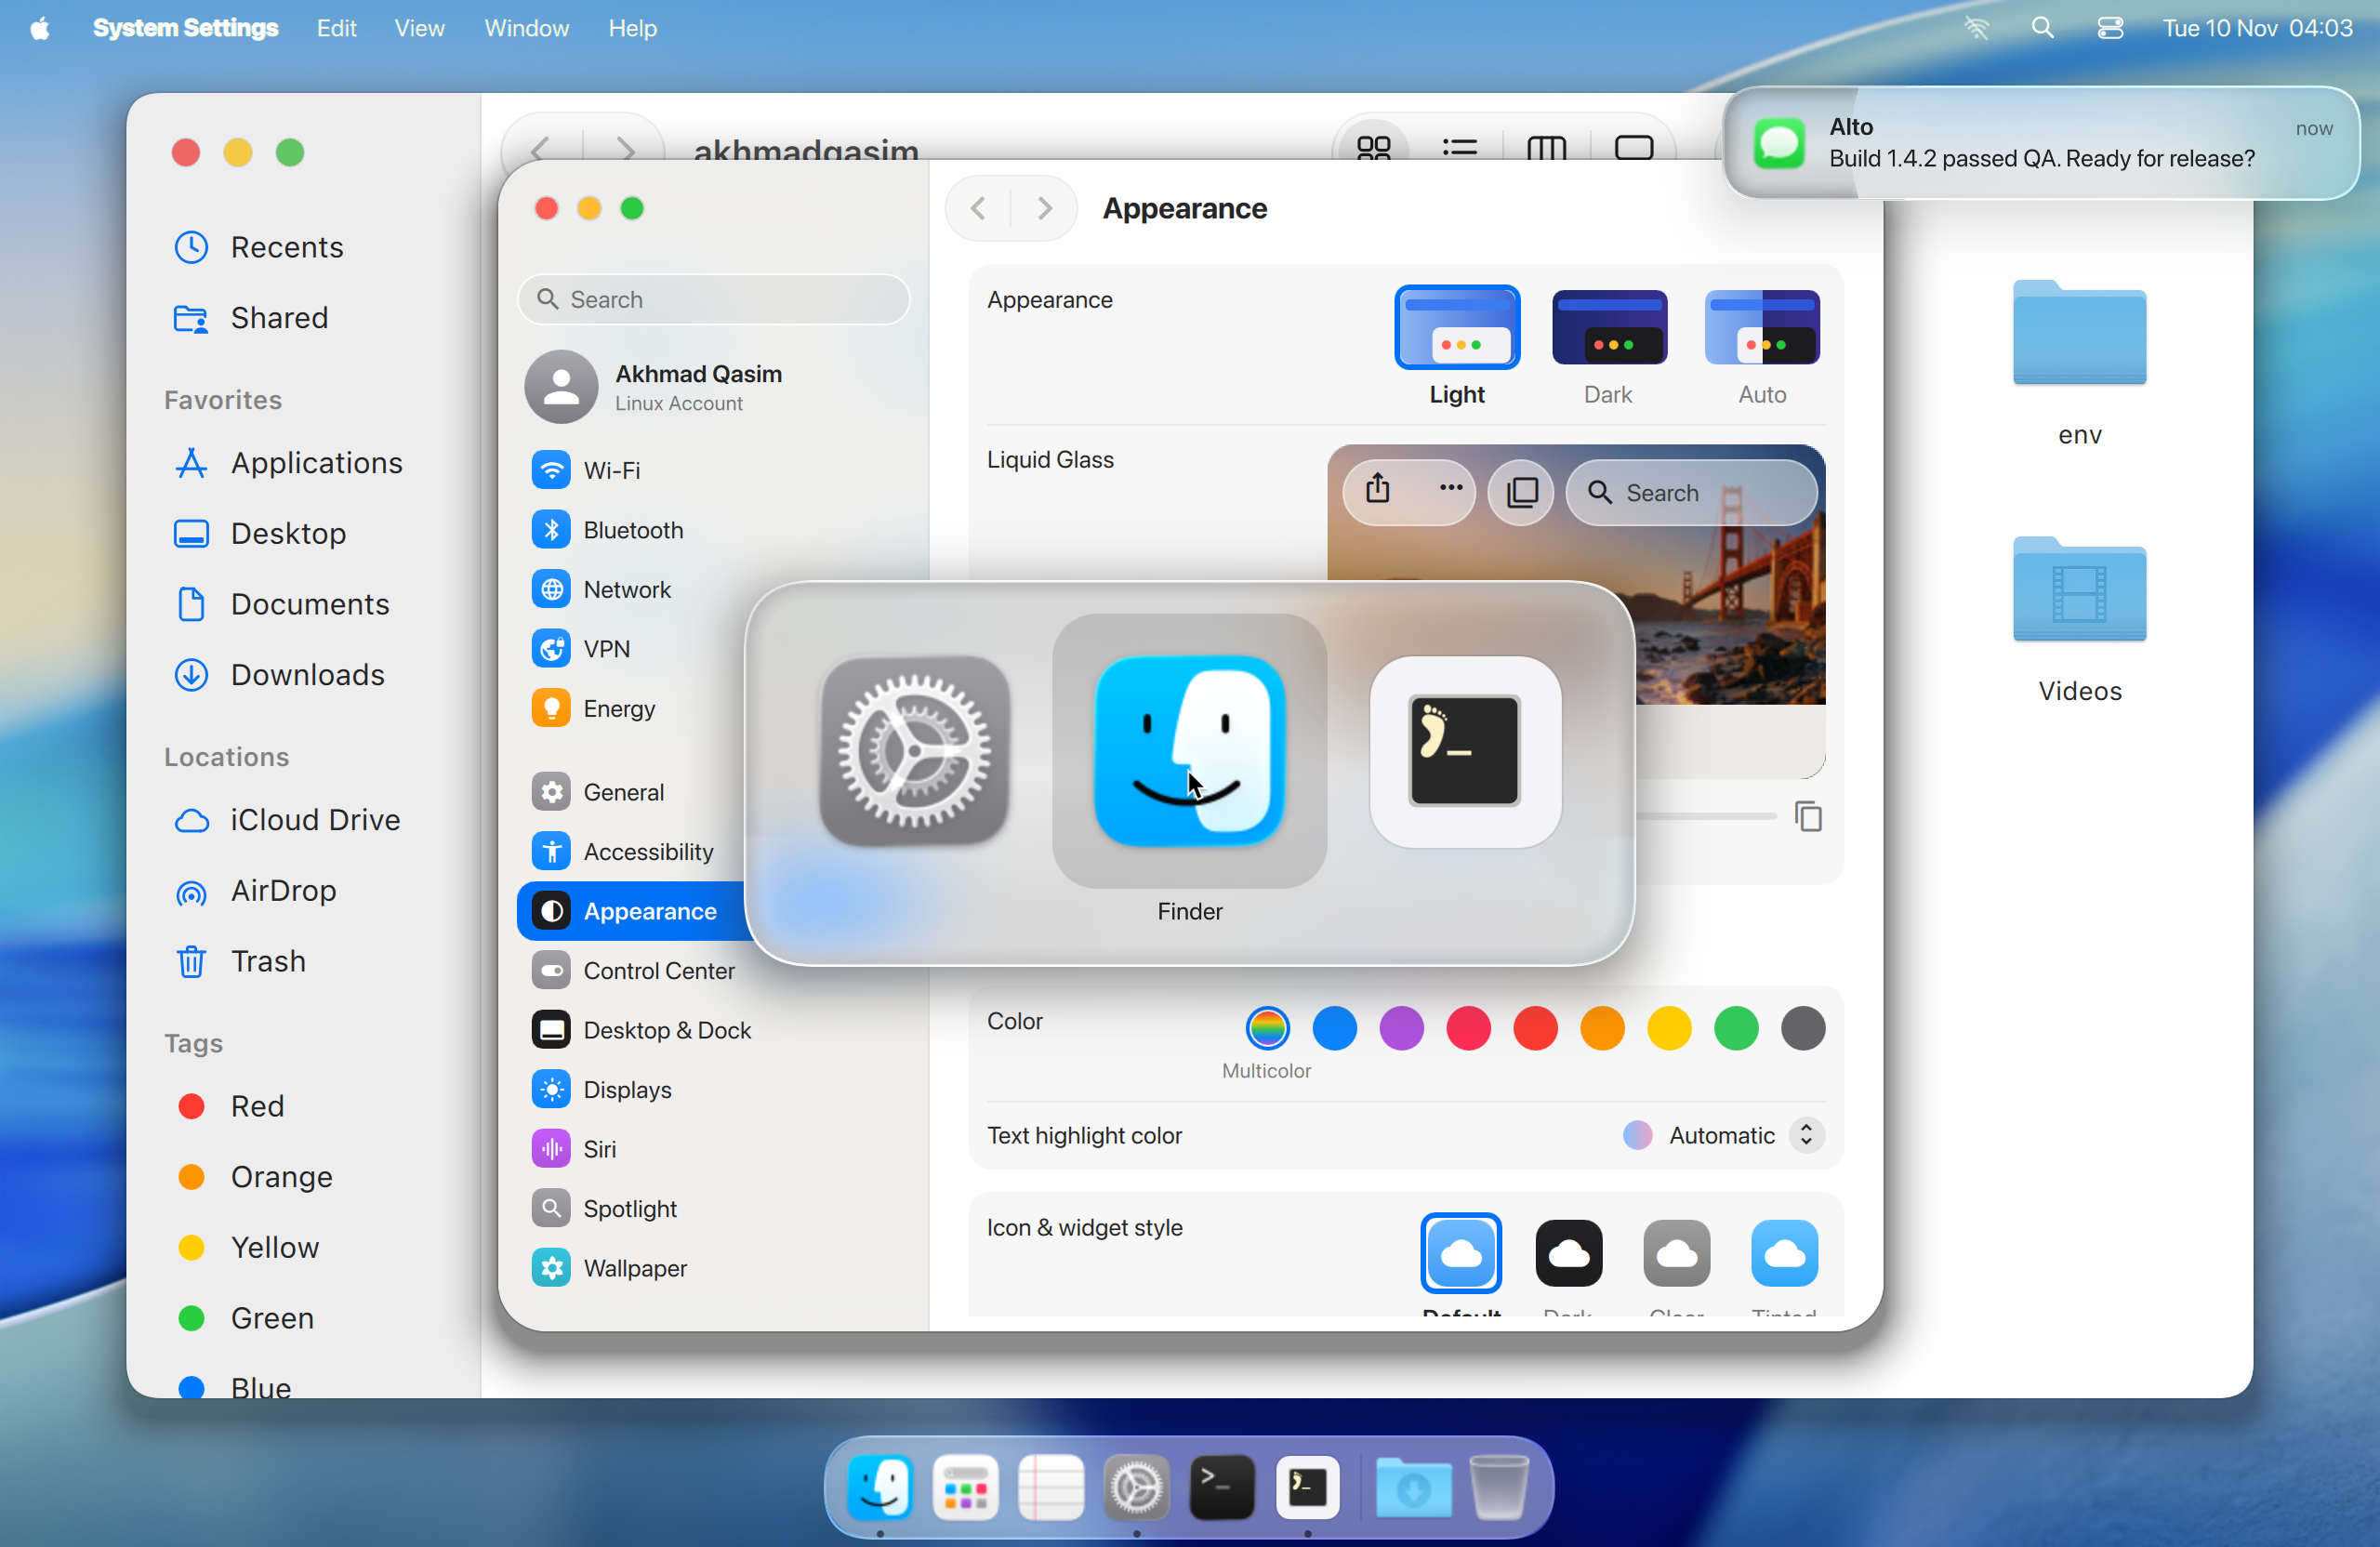 System Settings Edit View Window Help Tue 10 Nov 04:03
akhmadqasim
Alto now
Build 1.4.2 passed QA. Ready for release?
Recents
Shared
Favorites
Applications
Desktop
Documents
Downloads
Locations
iCloud Drive
AirDrop
Trash
Tags
Red
Orange
Yellow
Green
Blue
Search
Akhmad Qasim
Linux Account
Wi-Fi
Bluetooth
Network
VPN
Energy
General
Accessibility
Appearance
Control Center
Desktop & Dock
Displays
Siri
Spotlight
Wallpaper
Appearance
Appearance
Light Dark Auto
Liquid Glass
Search
Finder
Color
Multicolor
Text highlight color Automatic
Icon & widget style
Default Dark Clear Tinted
env
Videos